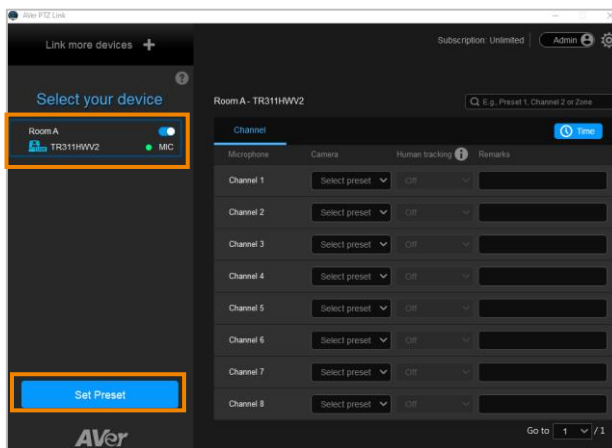 AVer PTZ Link
Link more devices +
Subscription: Unlimited
Admin
?
Select your device
Room A
TR311HWV2
MIC
Room A - TR311HWV2
E.g., Preset 1, Channel 2 or Zone
Channel
Time
Microphone Camera Human tracking i Remarks
Channel 1 Select preset Off
Channel 2 Select preset Off
Channel 3 Select preset Off
Channel 4 Select preset Off
Channel 5 Select preset Off
Channel 6 Select preset Off
Channel 7 Select preset Off
Channel 8 Select preset Off
Set Preset
AVer
Go to 1 / 1